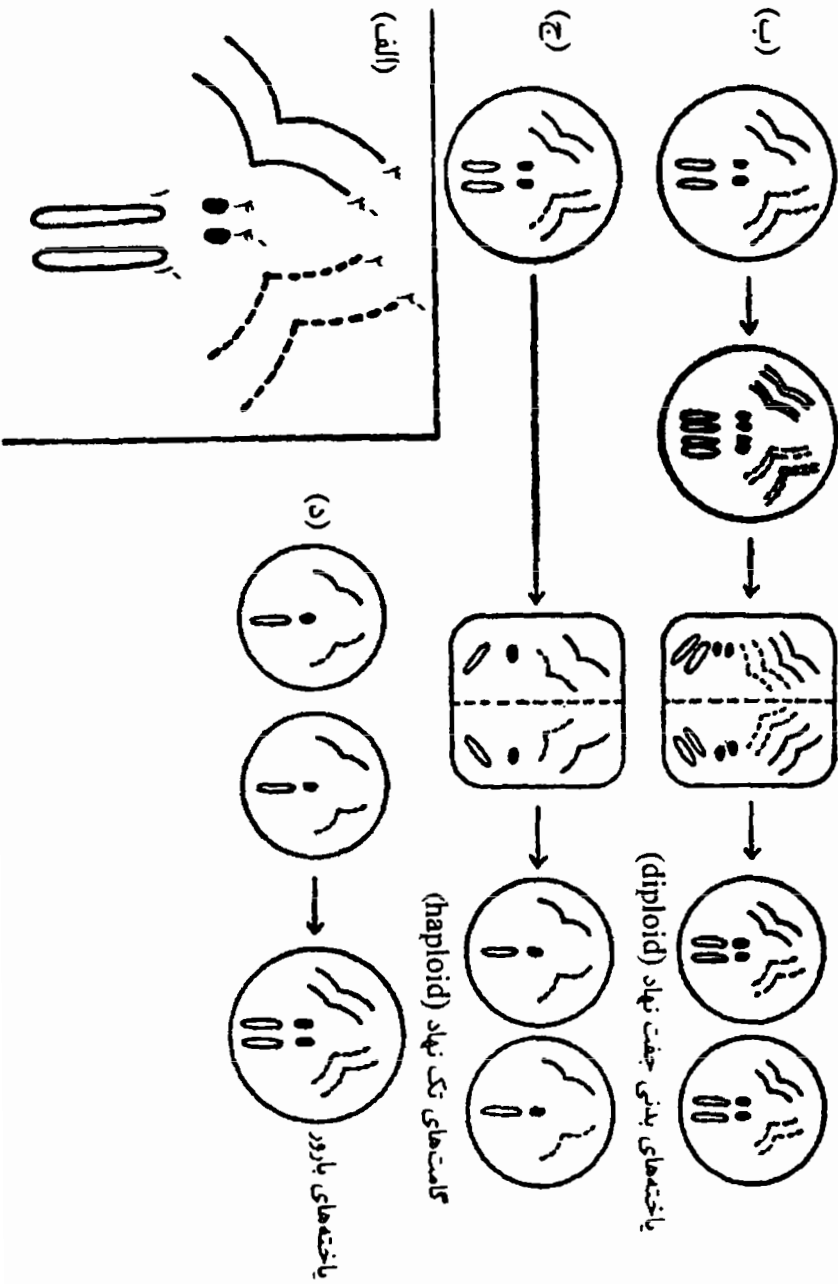 (ب)
یاخته‌های بدنی جفت نهاد (diploid)
(ج)
گامت‌های تک نهاد (haploid)
(الف)
(د)
یاخته‌های بارور